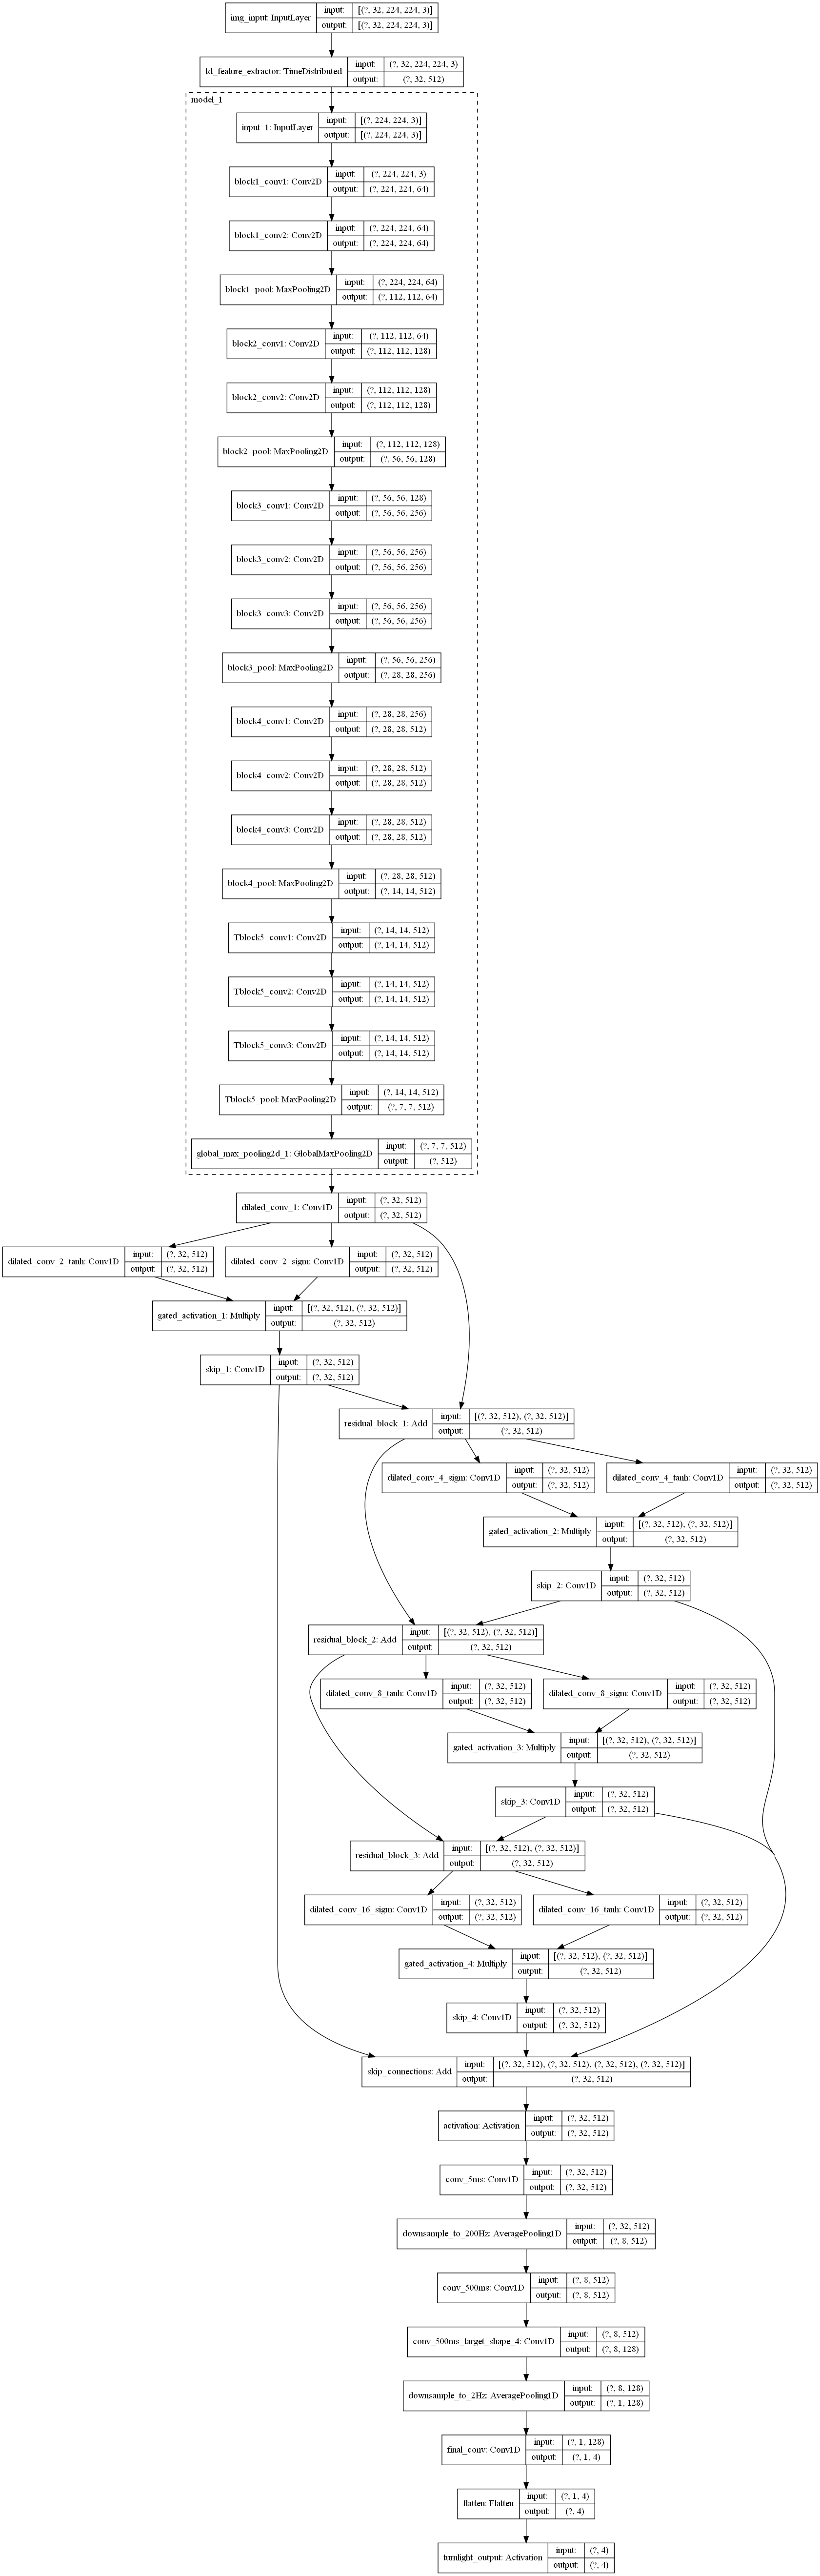 img_input: InputLayer input: [(?, 32, 224, 224, 3)]
output: [(?, 32, 224, 224, 3)]
td_feature_extractor: TimeDistributed input: (?, 32, 224, 224, 3)
output: (?, 32, 512)
model_1
input_1: InputLayer input: [(?, 224, 224, 3)]
output: [(?, 224, 224, 3)]
block1_conv1: Conv2D input: (?, 224, 224, 3)
output: (?, 224, 224, 64)
block1_conv2: Conv2D input: (?, 224, 224, 64)
output: (?, 224, 224, 64)
block1_pool: MaxPooling2D input: (?, 224, 224, 64)
output: (?, 112, 112, 64)
block2_conv1: Conv2D input: (?, 112, 112, 64)
output: (?, 112, 112, 128)
block2_conv2: Conv2D input: (?, 112, 112, 128)
output: (?, 112, 112, 128)
block2_pool: MaxPooling2D input: (?, 112, 112, 128)
output: (?, 56, 56, 128)
block3_conv1: Conv2D input: (?, 56, 56, 128)
output: (?, 56, 56, 256)
block3_conv2: Conv2D input: (?, 56, 56, 256)
output: (?, 56, 56, 256)
block3_conv3: Conv2D input: (?, 56, 56, 256)
output: (?, 56, 56, 256)
block3_pool: MaxPooling2D input: (?, 56, 56, 256)
output: (?, 28, 28, 256)
block4_conv1: Conv2D input: (?, 28, 28, 256)
output: (?, 28, 28, 512)
block4_conv2: Conv2D input: (?, 28, 28, 512)
output: (?, 28, 28, 512)
block4_conv3: Conv2D input: (?, 28, 28, 512)
output: (?, 28, 28, 512)
block4_pool: MaxPooling2D input: (?, 28, 28, 512)
output: (?, 14, 14, 512)
Tblock5_conv1: Conv2D input: (?, 14, 14, 512)
output: (?, 14, 14, 512)
Tblock5_conv2: Conv2D input: (?, 14, 14, 512)
output: (?, 14, 14, 512)
Tblock5_conv3: Conv2D input: (?, 14, 14, 512)
output: (?, 14, 14, 512)
Tblock5_pool: MaxPooling2D input: (?, 14, 14, 512)
output: (?, 7, 7, 512)
global_max_pooling2d_1: GlobalMaxPooling2D input: (?, 7, 7, 512)
output: (?, 512)
dilated_conv_1: Conv1D input: (?, 32, 512)
output: (?, 32, 512)
dilated_conv_2_tanh: Conv1D input: (?, 32, 512)
output: (?, 32, 512)
dilated_conv_2_sigm: Conv1D input: (?, 32, 512)
output: (?, 32, 512)
gated_activation_1: Multiply input: [(?, 32, 512), (?, 32, 512)]
output: (?, 32, 512)
skip_1: Conv1D input: (?, 32, 512)
output: (?, 32, 512)
residual_block_1: Add input: [(?, 32, 512), (?, 32, 512)]
output: (?, 32, 512)
dilated_conv_4_sigm: Conv1D input: (?, 32, 512)
output: (?, 32, 512)
dilated_conv_4_tanh: Conv1D input: (?, 32, 512)
output: (?, 32, 512)
gated_activation_2: Multiply input: [(?, 32, 512), (?, 32, 512)]
output: (?, 32, 512)
skip_2: Conv1D input: (?, 32, 512)
output: (?, 32, 512)
residual_block_2: Add input: [(?, 32, 512), (?, 32, 512)]
output: (?, 32, 512)
dilated_conv_8_tanh: Conv1D input: (?, 32, 512)
output: (?, 32, 512)
dilated_conv_8_sigm: Conv1D input: (?, 32, 512)
output: (?, 32, 512)
gated_activation_3: Multiply input: [(?, 32, 512), (?, 32, 512)]
output: (?, 32, 512)
skip_3: Conv1D input: (?, 32, 512)
output: (?, 32, 512)
residual_block_3: Add input: [(?, 32, 512), (?, 32, 512)]
output: (?, 32, 512)
dilated_conv_16_sigm: Conv1D input: (?, 32, 512)
output: (?, 32, 512)
dilated_conv_16_tanh: Conv1D input: (?, 32, 512)
output: (?, 32, 512)
gated_activation_4: Multiply input: [(?, 32, 512), (?, 32, 512)]
output: (?, 32, 512)
skip_4: Conv1D input: (?, 32, 512)
output: (?, 32, 512)
skip_connections: Add input: [(?, 32, 512), (?, 32, 512), (?, 32, 512), (?, 32, 512)]
output: (?, 32, 512)
activation: Activation input: (?, 32, 512)
output: (?, 32, 512)
conv_5ms: Conv1D input: (?, 32, 512)
output: (?, 32, 512)
downsample_to_200Hz: AveragePooling1D input: (?, 32, 512)
output: (?, 8, 512)
conv_500ms: Conv1D input: (?, 8, 512)
output: (?, 8, 512)
conv_500ms_target_shape_4: Conv1D input: (?, 8, 512)
output: (?, 8, 128)
downsample_to_2Hz: AveragePooling1D input: (?, 8, 128)
output: (?, 1, 128)
final_conv: Conv1D input: (?, 1, 128)
output: (?, 1, 4)
flatten: Flatten input: (?, 1, 4)
output: (?, 4)
turnlight_output: Activation input: (?, 4)
output: (?, 4)